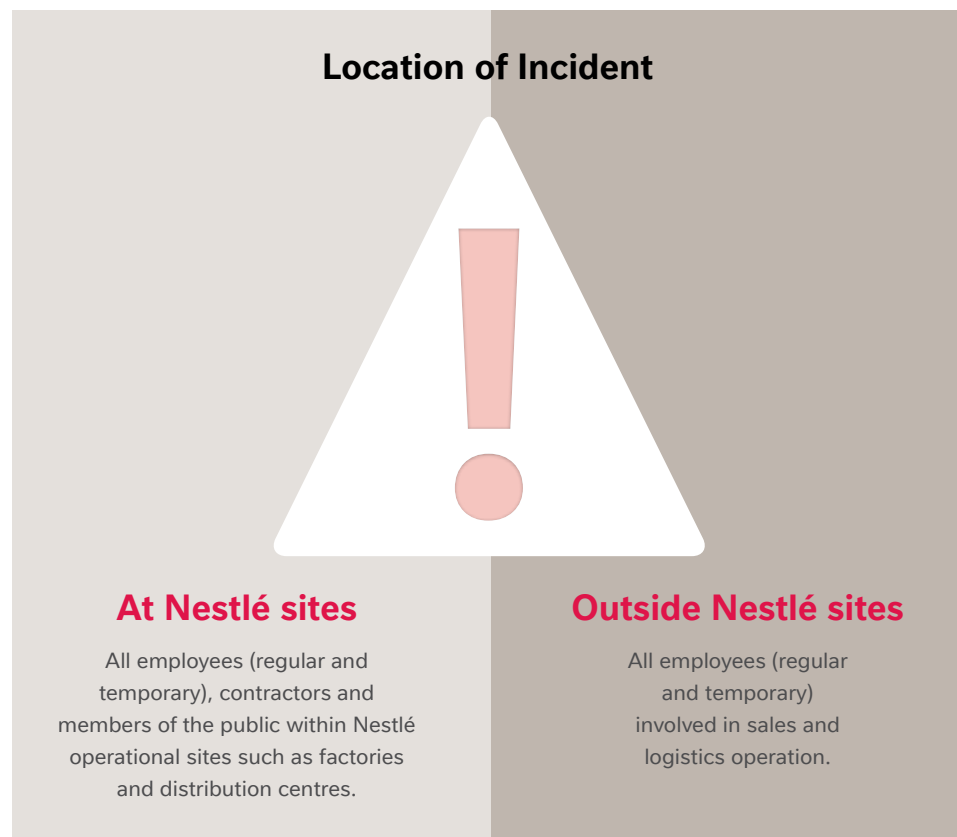 Location of Incident
At Nestlé sites
All employees (regular and
temporary), contractors and
members of the public within Nestlé
operational sites such as factories
and distribution centres.
Outside Nestlé sites
All employees (regular
and temporary)
involved in sales and
logistics operation.